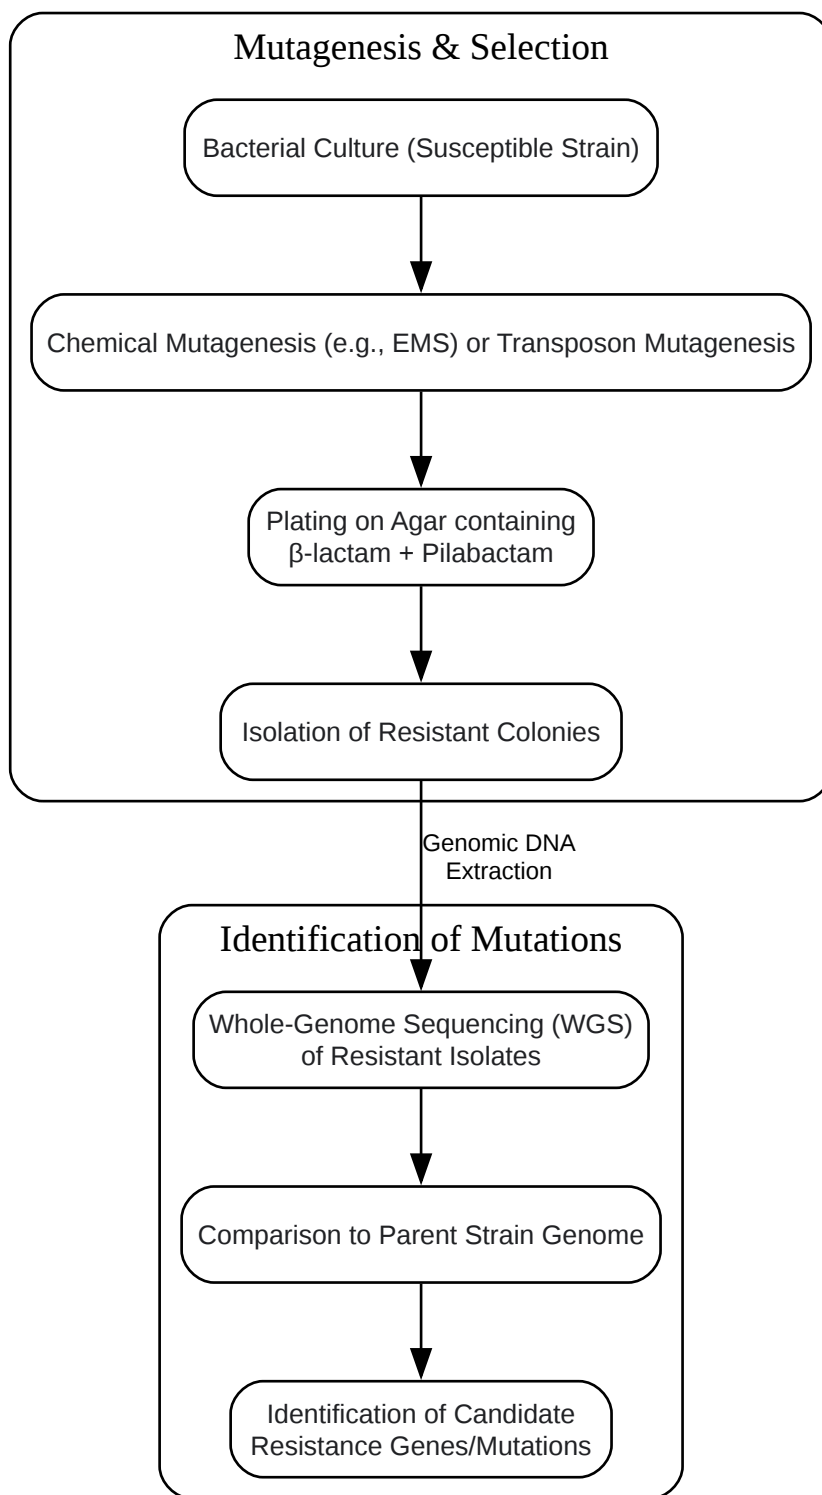 Mutagenesis & Selection
Bacterial Culture (Susceptible Strain)
Chemical Mutagenesis (e.g., EMS) or Transposon Mutagenesis
Plating on Agar containing
β-lactam + Pilabactam
Isolation of Resistant Colonies
Genomic DNA
Extraction
Identification of Mutations
Whole-Genome Sequencing (WGS)
of Resistant Isolates
Comparison to Parent Strain Genome
Identification of Candidate
Resistance Genes/Mutations